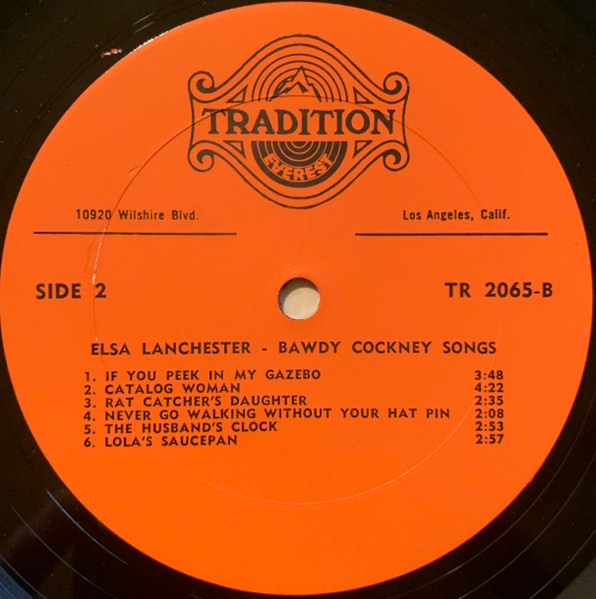 TRADITION
EVEREST
10920 Wilshire Blvd. Los Angeles, Calif.
SIDE 2 TR 2065-B
ELSA LANCHESTER - BAWDY COCKNEY SONGS
1. IF YOU PEEK IN MY GAZEBO 3:48
2. CATALOG WOMAN 4:22
3. RAT CATCHER'S DAUGHTER 2:35
4. NEVER GO WALKING WITHOUT YOUR HAT PIN 2:08
5. THE HUSBAND'S CLOCK 2:53
6. LOLA'S SAUCEPAN 2:57